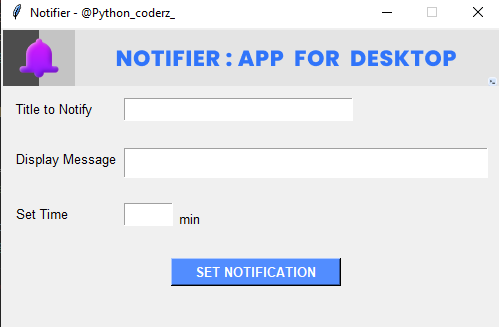 Notifier - @Python_coderz_
NOTIFIER : APP FOR DESKTOP
Title to Notify
Display Message
Set Time
min
SET NOTIFICATION